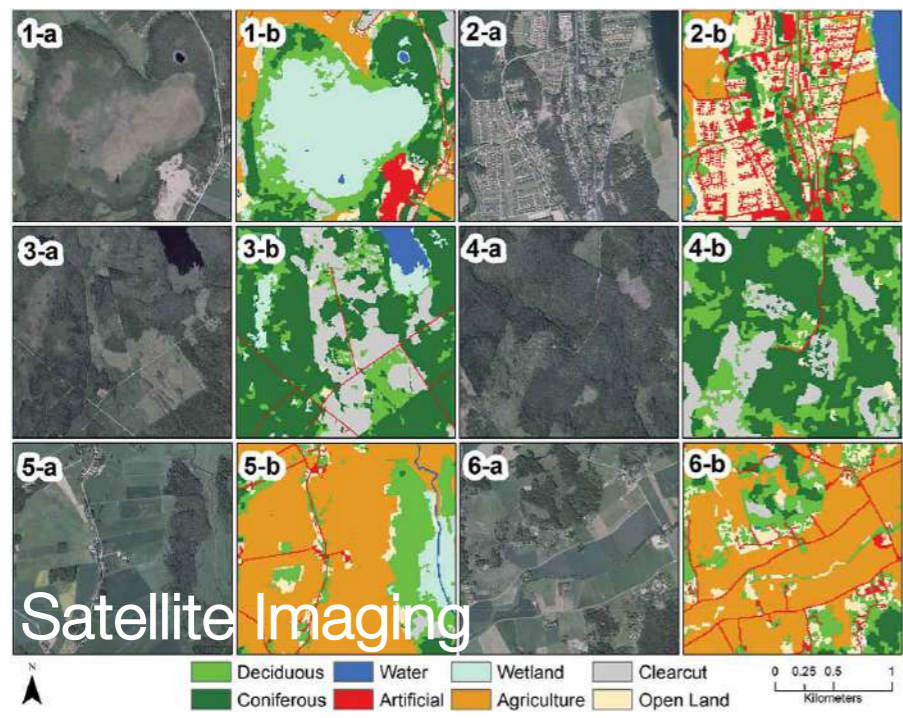 1-a 1-b 2-a 2-b
3-a 3-b 4-a 4-b
5-a 5-b 6-a 6-b
Satellite Imaging
N
Deciduous Water Wetland Clearcut
0 0.25 0.5 1
Coniferous Artificial Agriculture Open Land
Kilometers